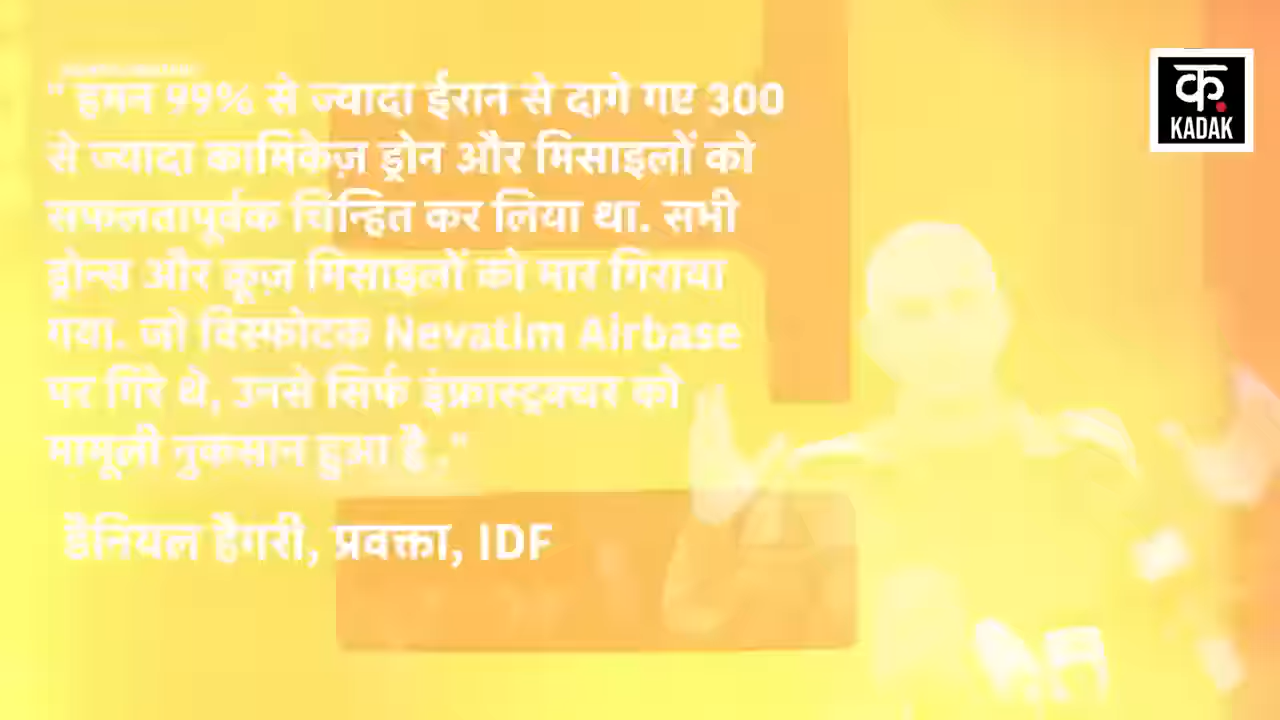 " हमन 99% से ज्यादा ईरान से दागे गए 300
से ज्यादा कामिकेज़ ड्रोन और मिसाइलों को
सफलतापूर्वक चिन्हित कर लिया था. सभी
ड्रोन्स और क्रूज़ मिसाइलों को मार गिराया
गया. जो विस्फोटक Nevatim Airbase
पर गिरे थे, उनसे सिर्फ इंफ्रास्ट्रक्चर को
मामूली नुकसान हुआ है ."
डैनियल हैगरी, प्रवक्ता, IDF
क.
KADAK